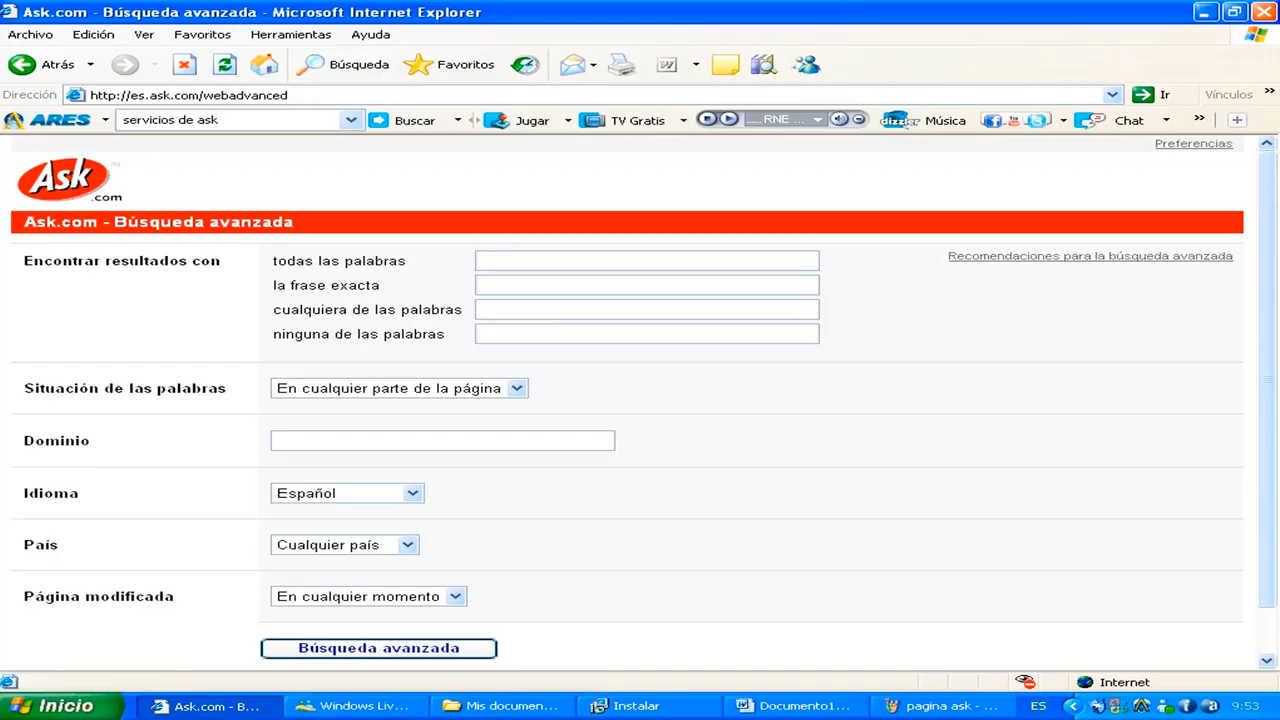 Ask.com - Búsqueda avanzada - Microsoft Internet Explorer
Archivo Edición Ver Favoritos Herramientas Ayuda
Atrás Búsqueda Favoritos
Dirección http://es.ask.com/webadvanced Ir Vínculos
ARES servicios de ask Buscar Jugar TV Gratis RNE ... dizzler Música Chat
Preferencias
Ask.com
Ask.com - Búsqueda avanzada
Encontrar resultados con todas las palabras Recomendaciones para la búsqueda avanzada
la frase exacta
cualquiera de las palabras
ninguna de las palabras
Situación de las palabras En cualquier parte de la página
Dominio
Idioma Español
País Cualquier país
Página modificada En cualquier momento
Búsqueda avanzada
Internet
Inicio Ask.com - B... Windows Liv... Mis documen... Instalar Documento1... pagina ask - ... ES 9:53